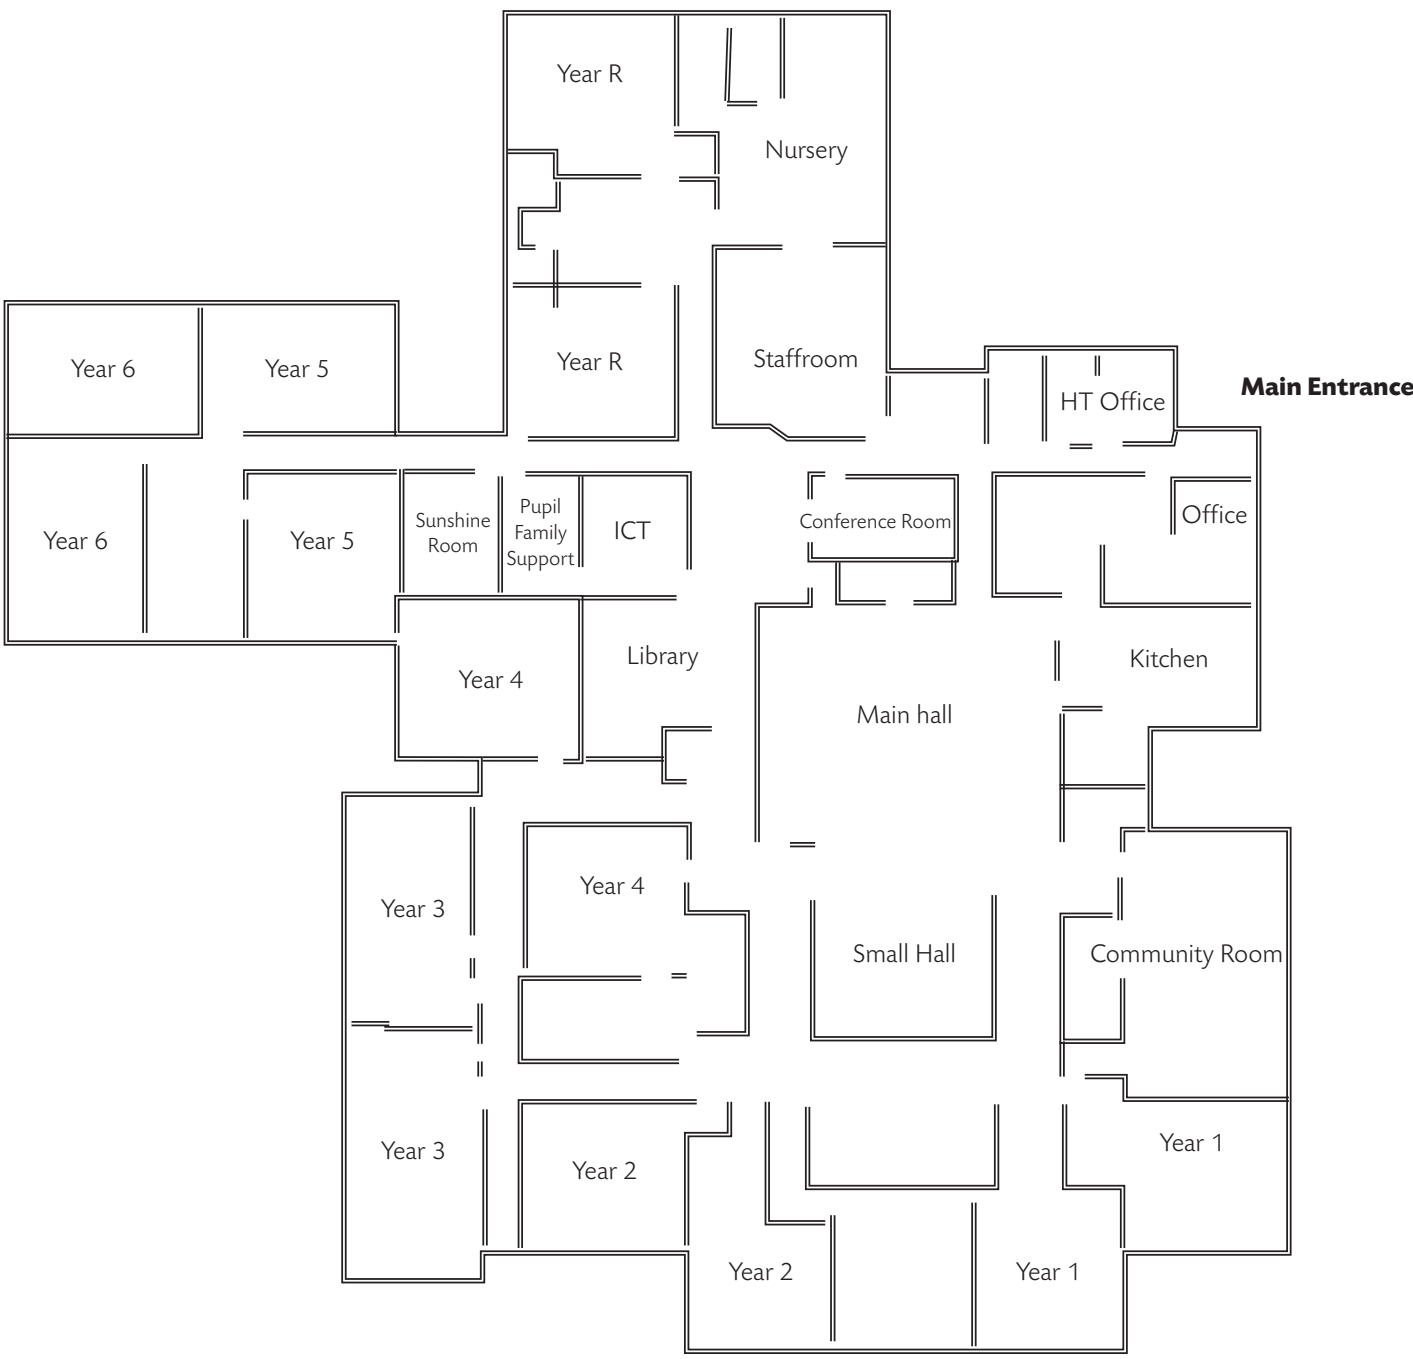 Year R
Nursery
Year 6
Year 5
Year R
Staffroom
HT Office
Main Entrance
Year 6
Year 5
Sunshine
Room
Pupil
Family
Support
ICT
Conference Room
Office
Year 4
Library
Main hall
Kitchen
Year 3
Year 4
Small Hall
Community Room
Year 3
Year 2
Year 1
Year 2
Year 1